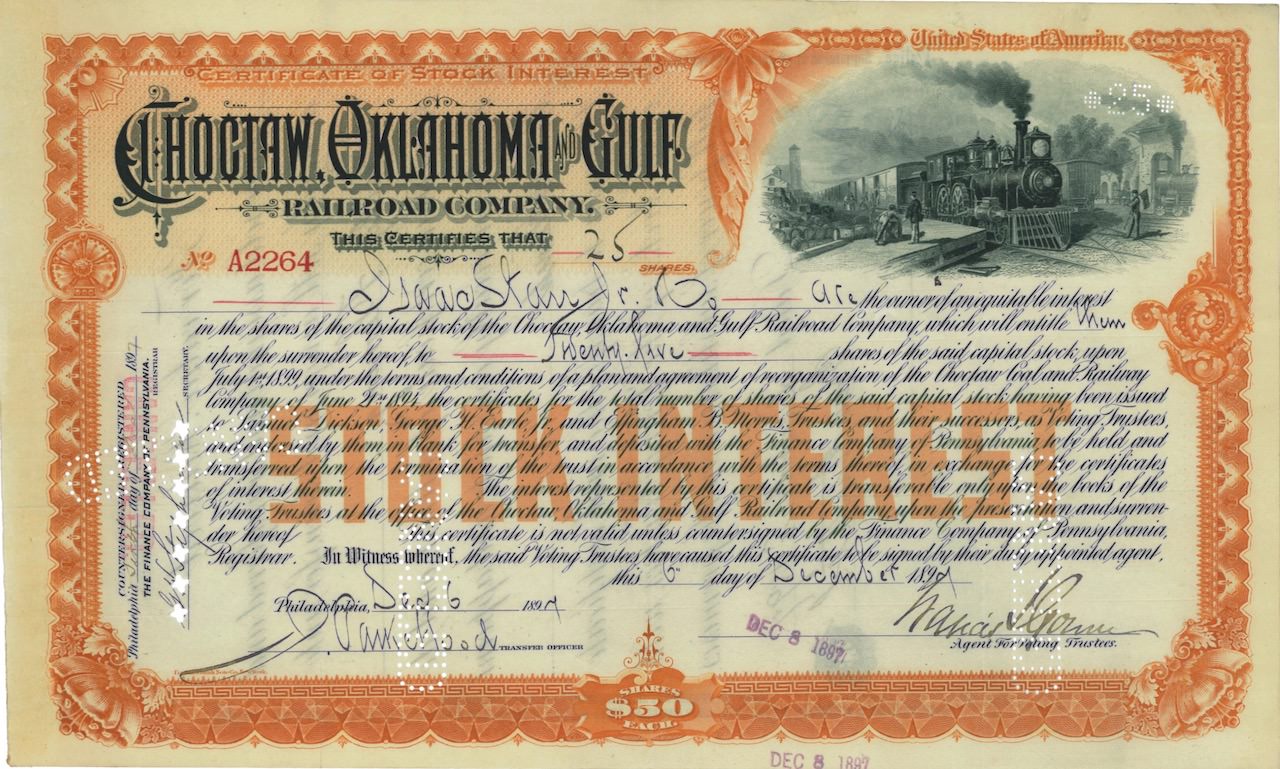 United States of America.
CERTIFICATE OF STOCK INTEREST
*25*
CHOCTAW, OKLAHOMA AND GULF
RAILROAD COMPANY.
THIS CERTIFIES THAT 25
No A2264 SHARES,
Isaac Starr Jr. & Co are the owner of an equitable interest
in the shares of the capital stock of the Choctaw, Oklahoma and Gulf Railroad Company, which will entitle them
upon the surrender hereof, to Twenty-five shares of the said capital stock, upon
July 1st, 1899, under the terms and conditions of a plan and agreement of reorganization of the Choctaw Coal and Railway
Company of June 21st 1894, the certificates for the total number of shares of the said capital stock have been issued
to Samuel Dickson, George H. Earle, Jr., and Effingham B. Morris, Trustees, and their successors, as Voting Trustees,
and endorsed by them in blank for transfer, and deposited with the Finance Company of Pennsylvania, to be held and
transferred upon the termination of the trust in accordance with the terms thereof, in exchange for the certificates
of interest therein. The interest represented by this certificate is transferable only upon the books of the
Voting Trustees at the office of the Choctaw, Oklahoma and Gulf Railroad Company upon the presentation and surren-
der hereof. This certificate is not valid unless countersigned by the Finance Company of Pennsylvania,
Registrar. In Witness whereof, the said Voting Trustees have caused this certificate to be signed by their duly appointed agent,
this 6th day of December 1897
STOCK INTEREST
Philadelphia, Dec 6 1897
TRANSFER OFFICER
DEC 8 1897
Agent For Voting Trustees.
SHARES
$50
EACH.
DEC 8 1897
COUNTERSIGNED AND REGISTERED
Philadelphia day of 1897
THE FINANCE COMPANY OF PENNSYLVANIA.
REGISTRAR
SECRETARY.